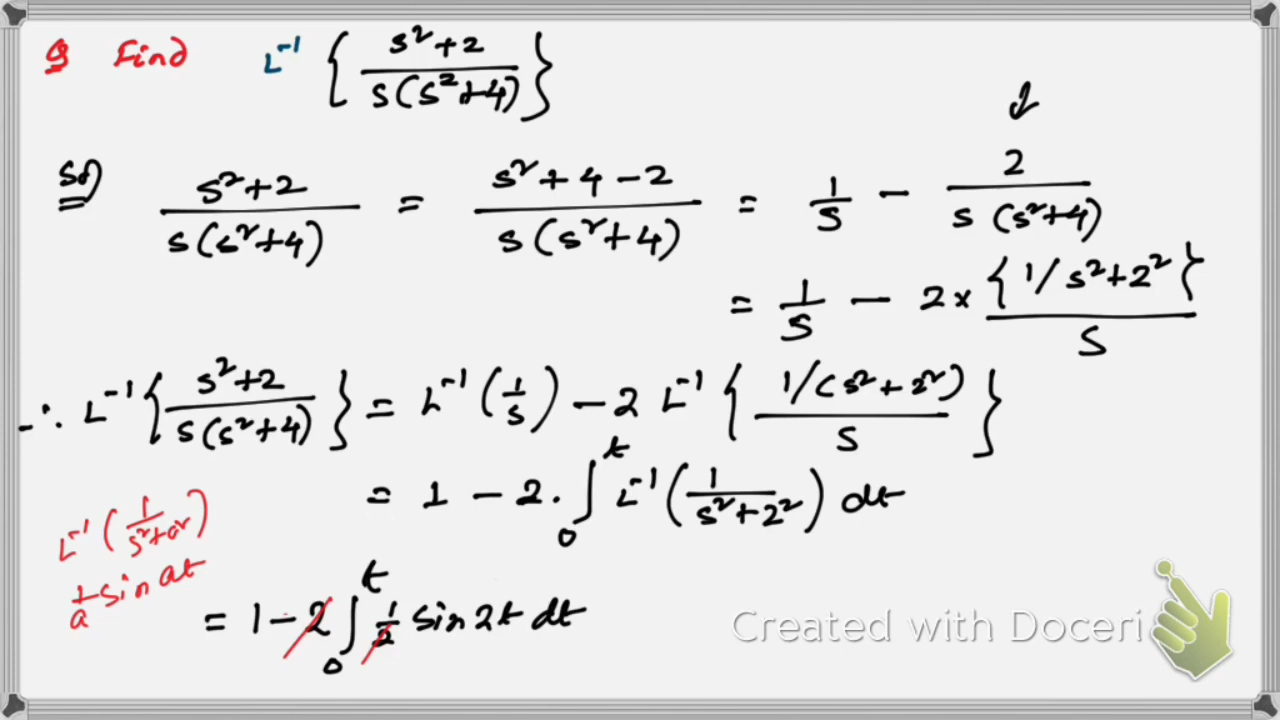 Q Find L⁻¹ { s²+2 / s(s²+4) }
Sol s²+2 / s(s²+4) = s²+4-2 / s(s²+4) = 1/s - 2 / s(s²+4)
= 1/s - 2 × {1/s²+2²} / s
∴ L⁻¹ { s²+2 / s(s²+4) } = L⁻¹ (1/s) - 2 L⁻¹ { 1/(s²+2²) / s }
= 1 - 2. ∫₀ᵗ L⁻¹ ( 1 / s²+2² ) dt
L⁻¹ ( 1 / s²+a² )
1/a sin at
= 1 - 2 ∫₀ᵗ 1/2 sin 2t dt
Created with Doceri